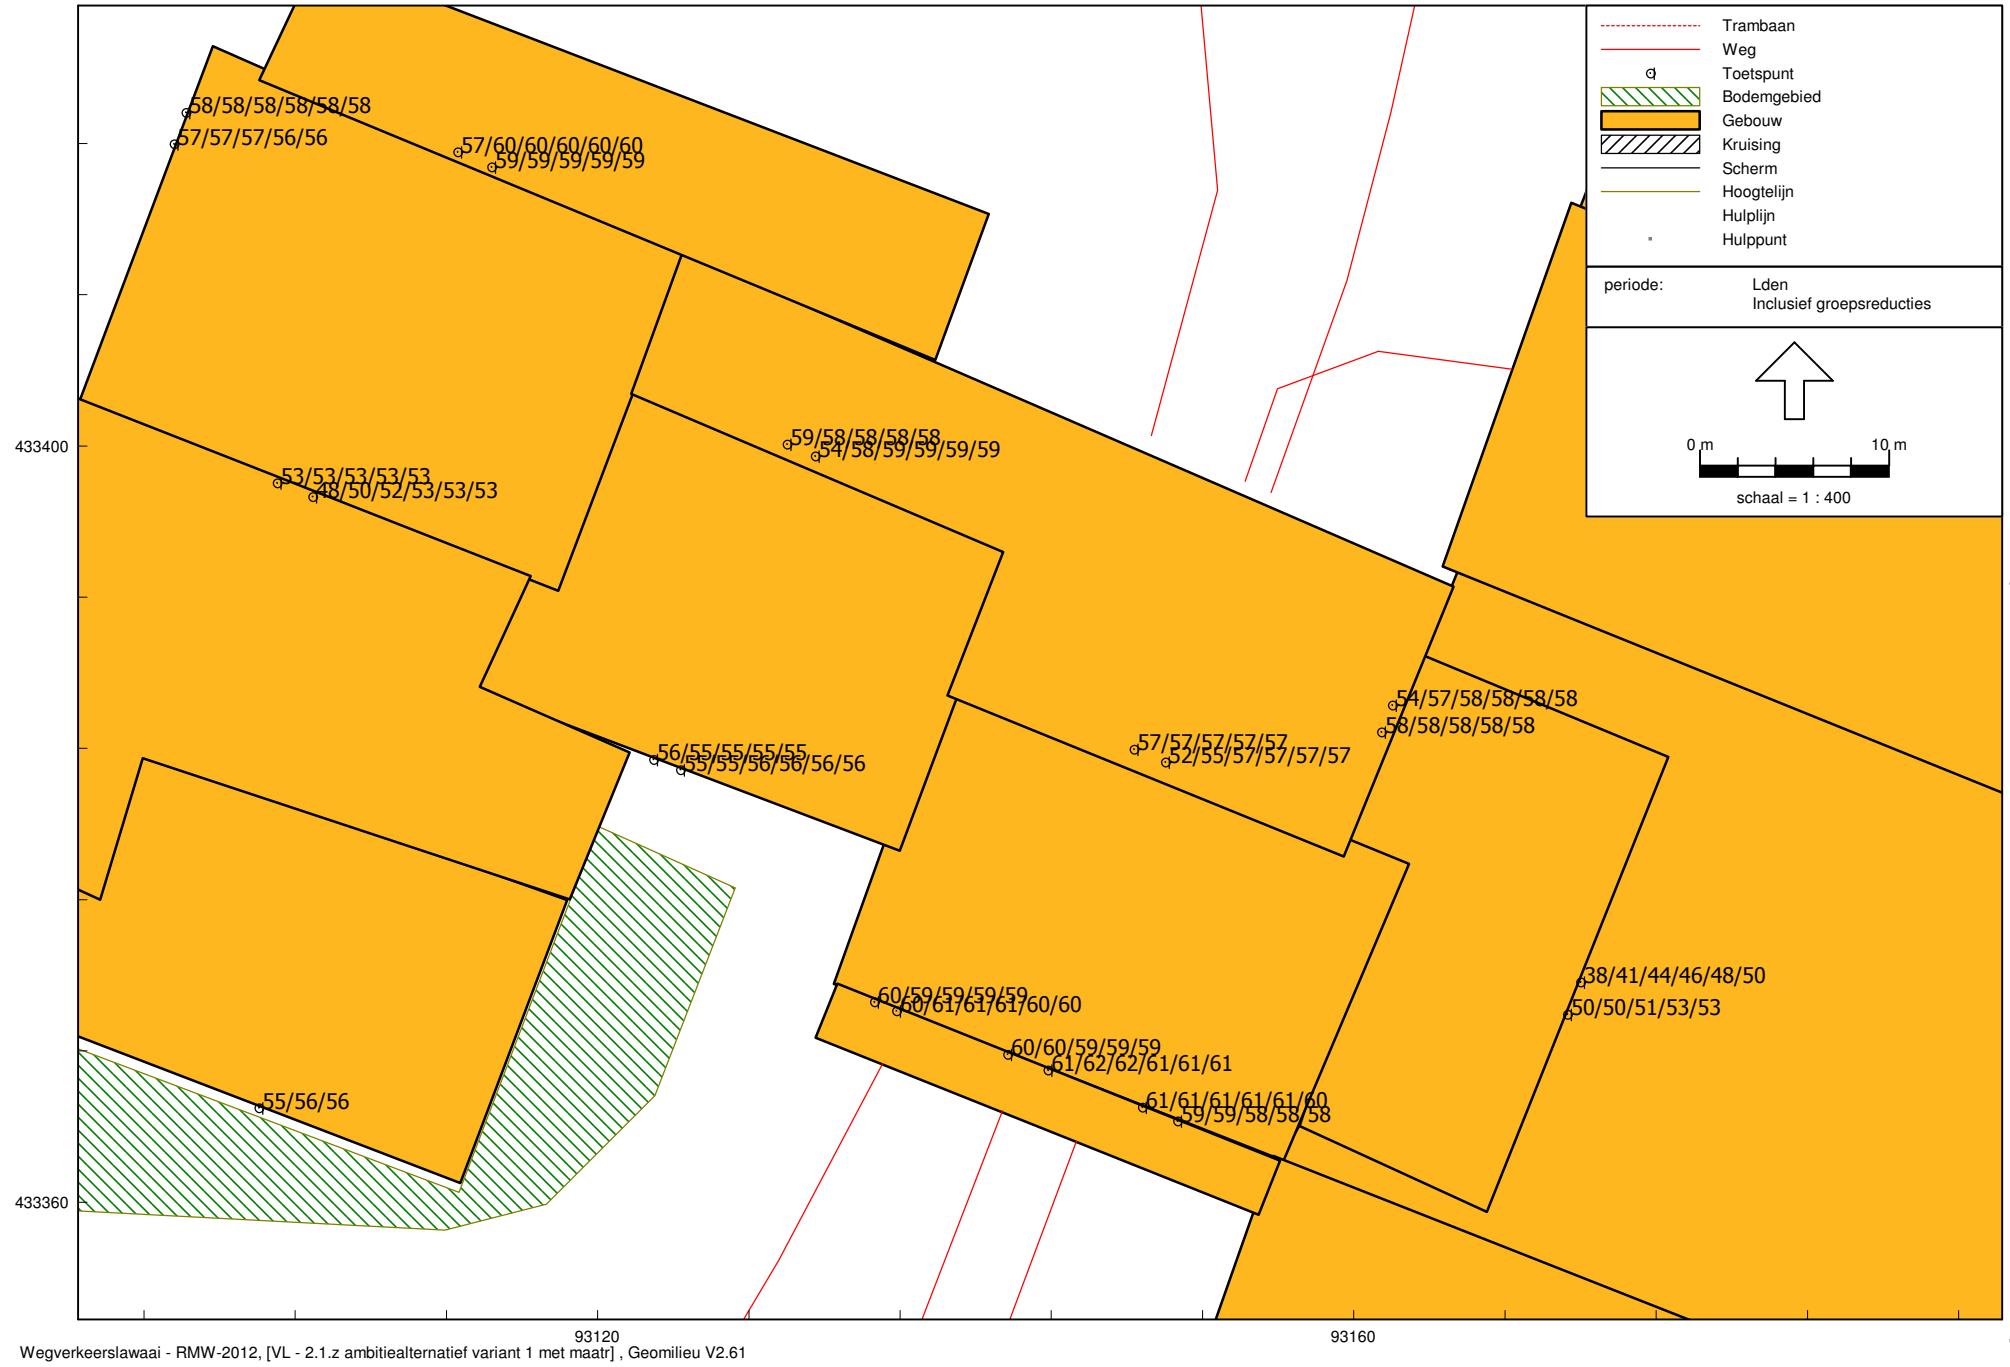 Trambaan
Weg
Toetspunt
Bodemgebied
Gebouw
Kruising
Scherm
Hoogtelijn
Hulplijn
Hulppunt
periode: Lden
Inclusief groepsreducties
0 m 10 m
schaal = 1 : 400
58/58/58/58/58/58
57/57/57/56/56
57/60/60/60/60/60
59/59/59/59/59
433400
59/58/58/58/58
54/58/59/59/59/59
53/53/53/53/53
48/50/52/53/53/53
54/57/58/58/58/58
58/58/58/58/58
57/57/57/57/57
52/55/57/57/57/57
56/55/55/55/55
55/55/56/56/56/56
38/41/44/46/48/50
50/50/51/53/53
60/59/59/59/59
60/61/61/61/60/60
60/60/59/59/59
61/62/62/61/61/61
61/61/61/61/61/60
59/59/58/58/58
55/56/56
433360
93120 93160
Wegverkeerslawaai - RMW-2012, [VL - 2.1.z ambitiealternatief variant 1 met maatr] , Geomilieu V2.61